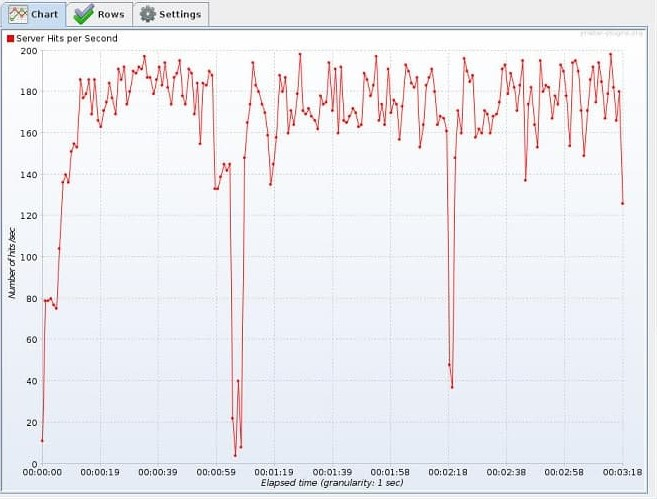 Chart Rows Settings
Server Hits per Second
jmeter-plugins.org
200
180
160
140
120
100
80
60
40
20
0
Number of hits /sec
00:00:00 00:00:19 00:00:39 00:00:59 00:01:19 00:01:39 00:01:58 00:02:18 00:02:38 00:02:58 00:03:18
Elapsed time (granularity: 1 sec)